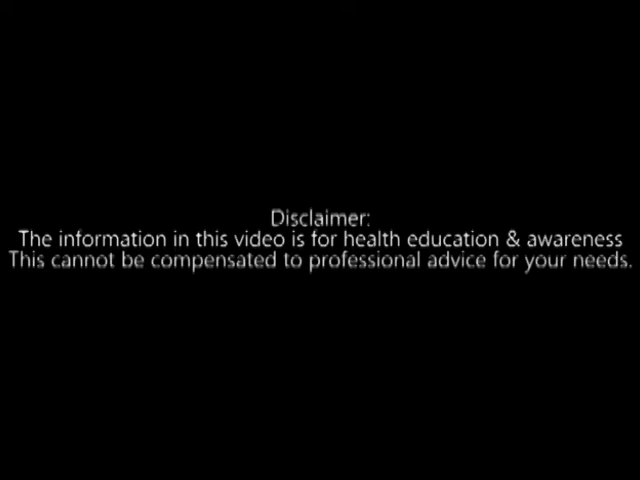 Disclaimer:
The information in this video is for health education & awareness
This cannot be compensated to professional advice for your needs.